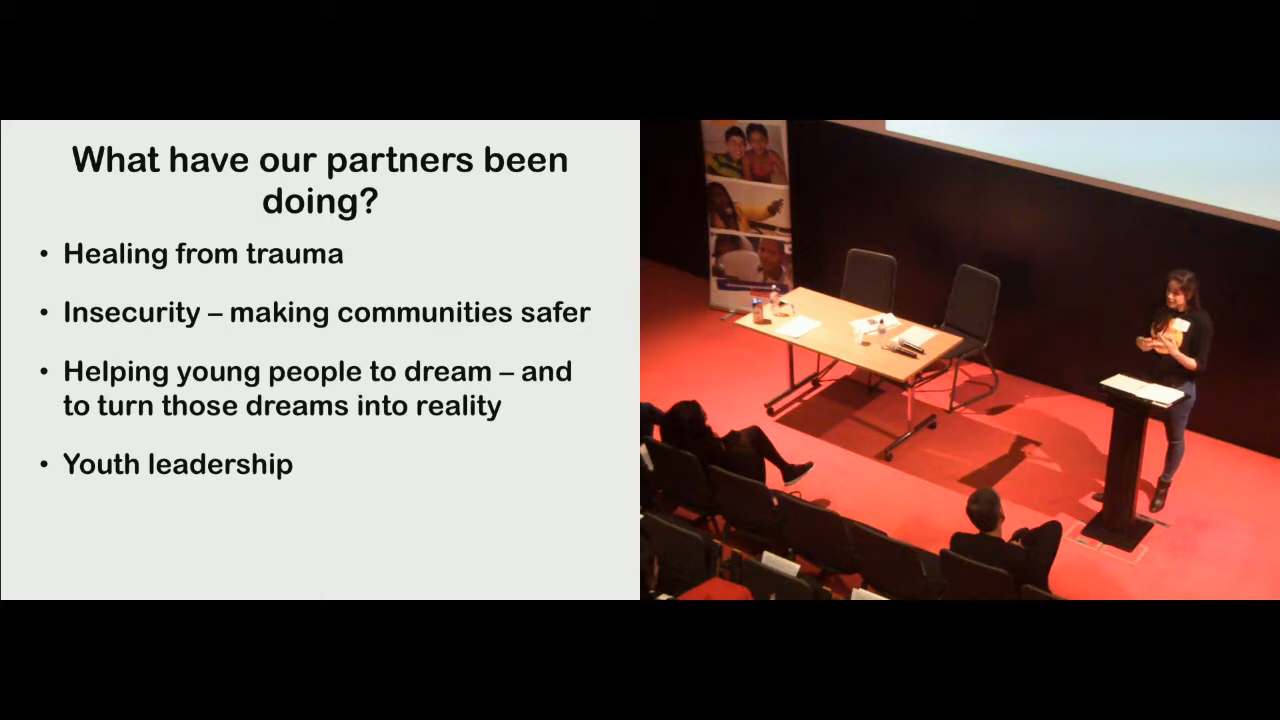 What have our partners been
doing?
• Healing from trauma
• Insecurity – making communities safer
• Helping young people to dream – and
to turn those dreams into reality
• Youth leadership